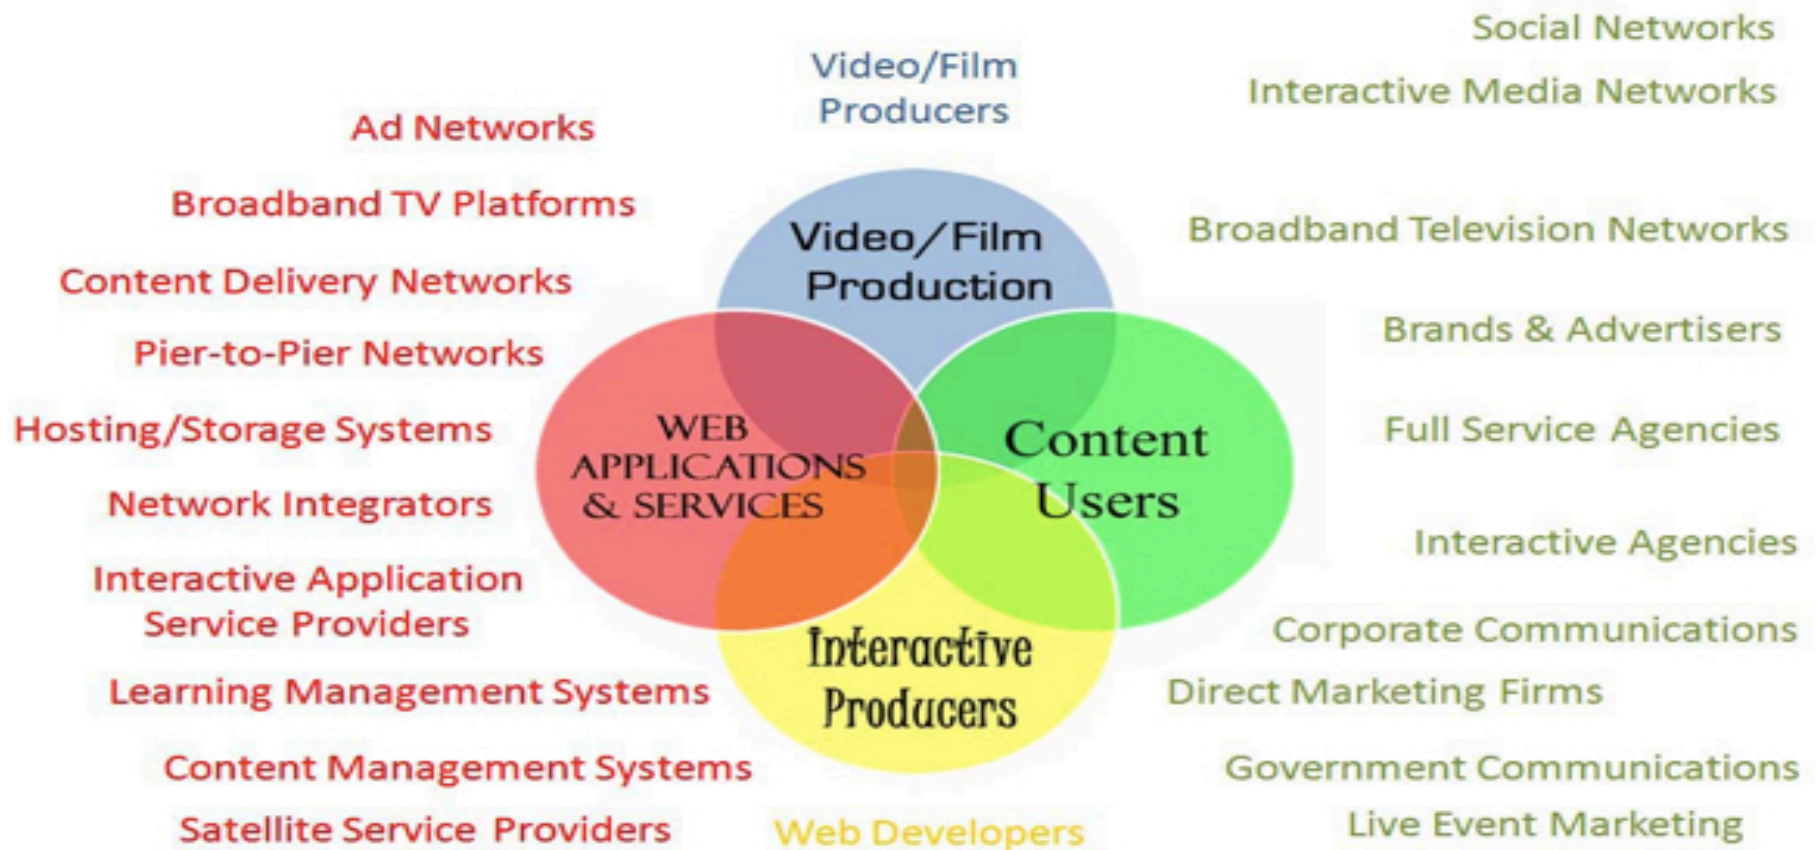 Video/Film
Producers
Ad Networks
Broadband TV Platforms
Content Delivery Networks
Pier-to-Pier Networks
Hosting/Storage Systems
Network Integrators
Interactive Application
Service Providers
Learning Management Systems
Content Management Systems
Satellite Service Providers
Video/Film
Production
WEB
APPLICATIONS
& SERVICES
Content
Users
Interactive
Producers
Web Developers
Social Networks
Interactive Media Networks
Broadband Television Networks
Brands & Advertisers
Full Service Agencies
Interactive Agencies
Corporate Communications
Direct Marketing Firms
Government Communications
Live Event Marketing